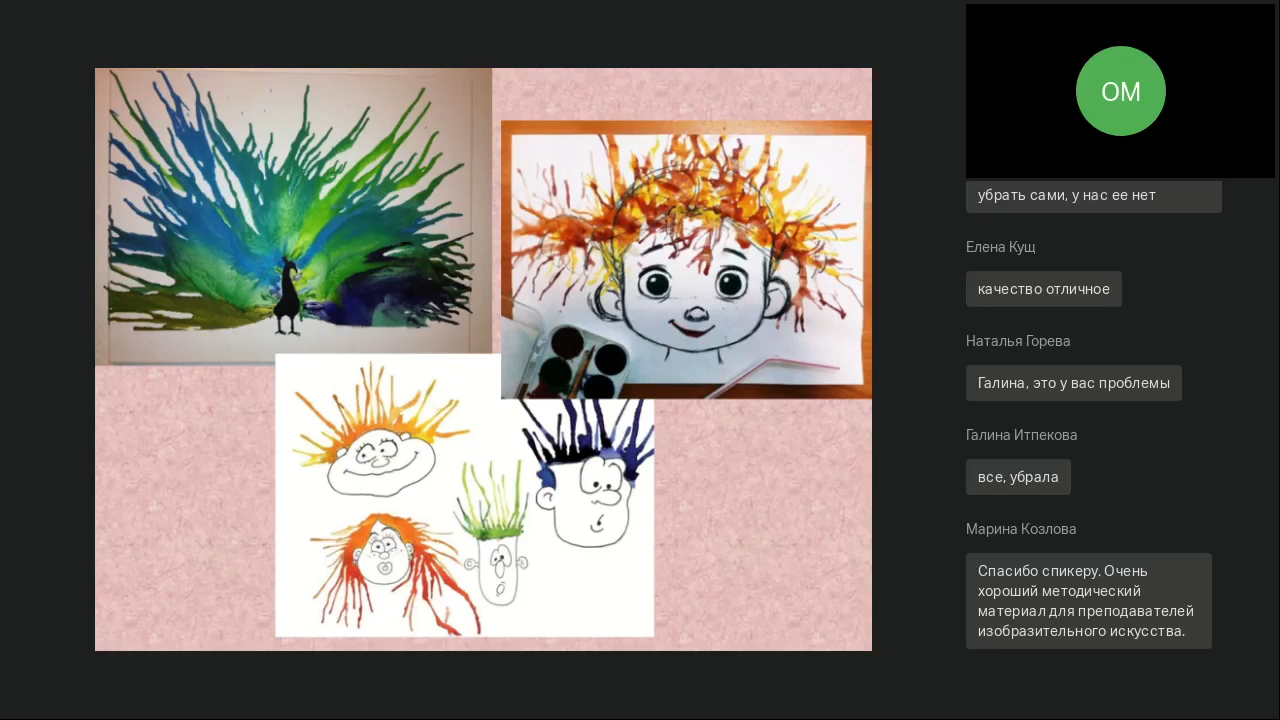 OM
убрать сами, у нас ее нет
Елена Кущ
качество отличное
Наталья Горева
Галина, это у вас проблемы
Галина Итпекова
все, убрала
Марина Козлова
Спасибо спикеру. Очень
хороший методический
материал для преподавателей
изобразительного искусства.